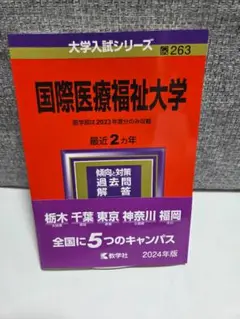 大学入試シリーズ
263
国際医療福祉大学
医学部は2023年度分のみ収載
最近2ヵ年
傾向と対策
過去問
解答
栃木 千葉 東京 神奈川 福岡
全国に5つのキャンパス
教学社
2024年版